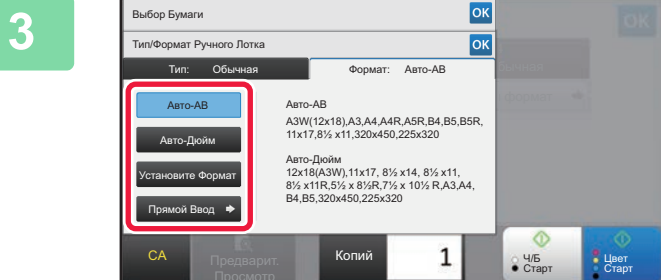 3
Выбор Бумаги
OK
Тип/Формат Ручного Лотка
OK
Тип: Обычная
Формат: Авто-AB
Авто-AB
Авто-Дюйм
Установите Формат
Прямой Ввод
Авто-AB
A3W(12x18),A3,A4,A4R,A5R,B4,B5,B5R,
11x17,8½ x11,320x450,225x320
Авто-Дюйм
12x18(A3W),11x17, 8½ x14, 8½ x11,
8½ x11R,5½ x 8½R,7½ x 10½ R,A3,A4,
B4,B5,320x450,225x320
CA
Предварит.
Просмотр
Копий
1
Ч/Б
Старт
Цвет
Старт
OK